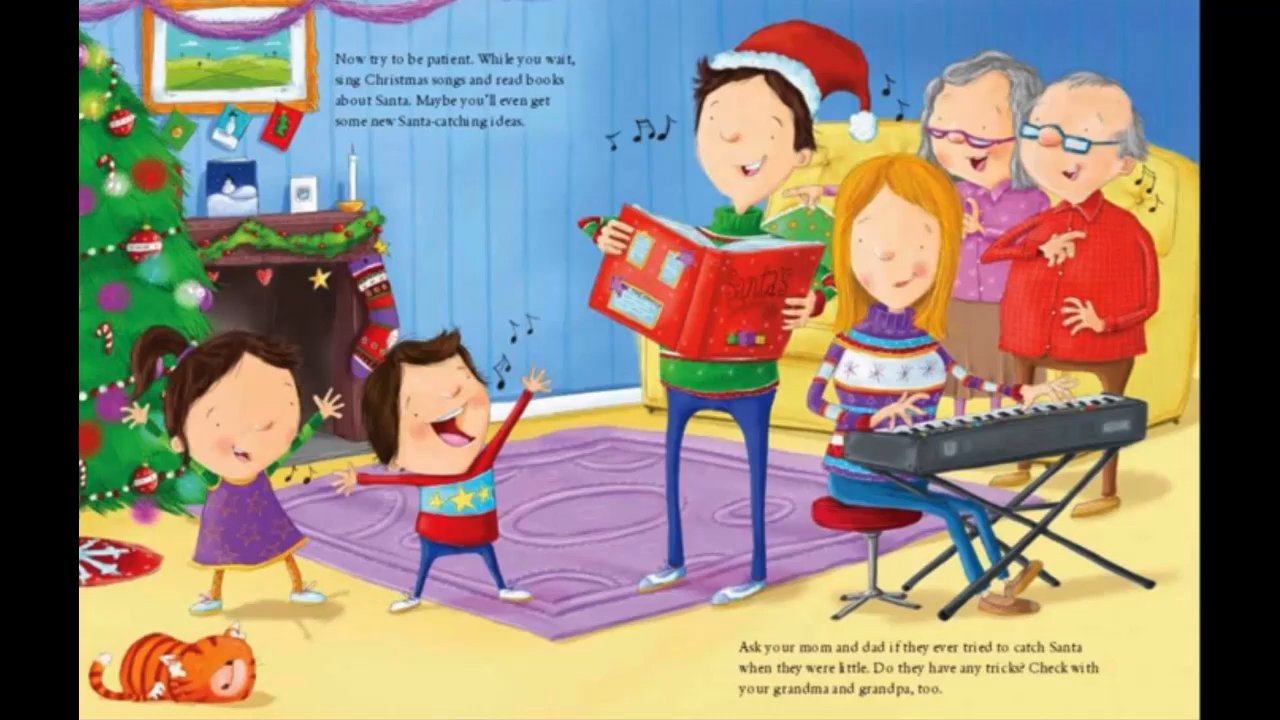 Now try to be patient. While you wait,
sing Christmas songs and read books
about Santa. Maybe you'll even get
some new Santa-catching ideas.
Santa's
Ask your mom and dad if they ever tried to catch Santa
when they were little. Do they have any tricks? Check with
your grandma and grandpa, too.